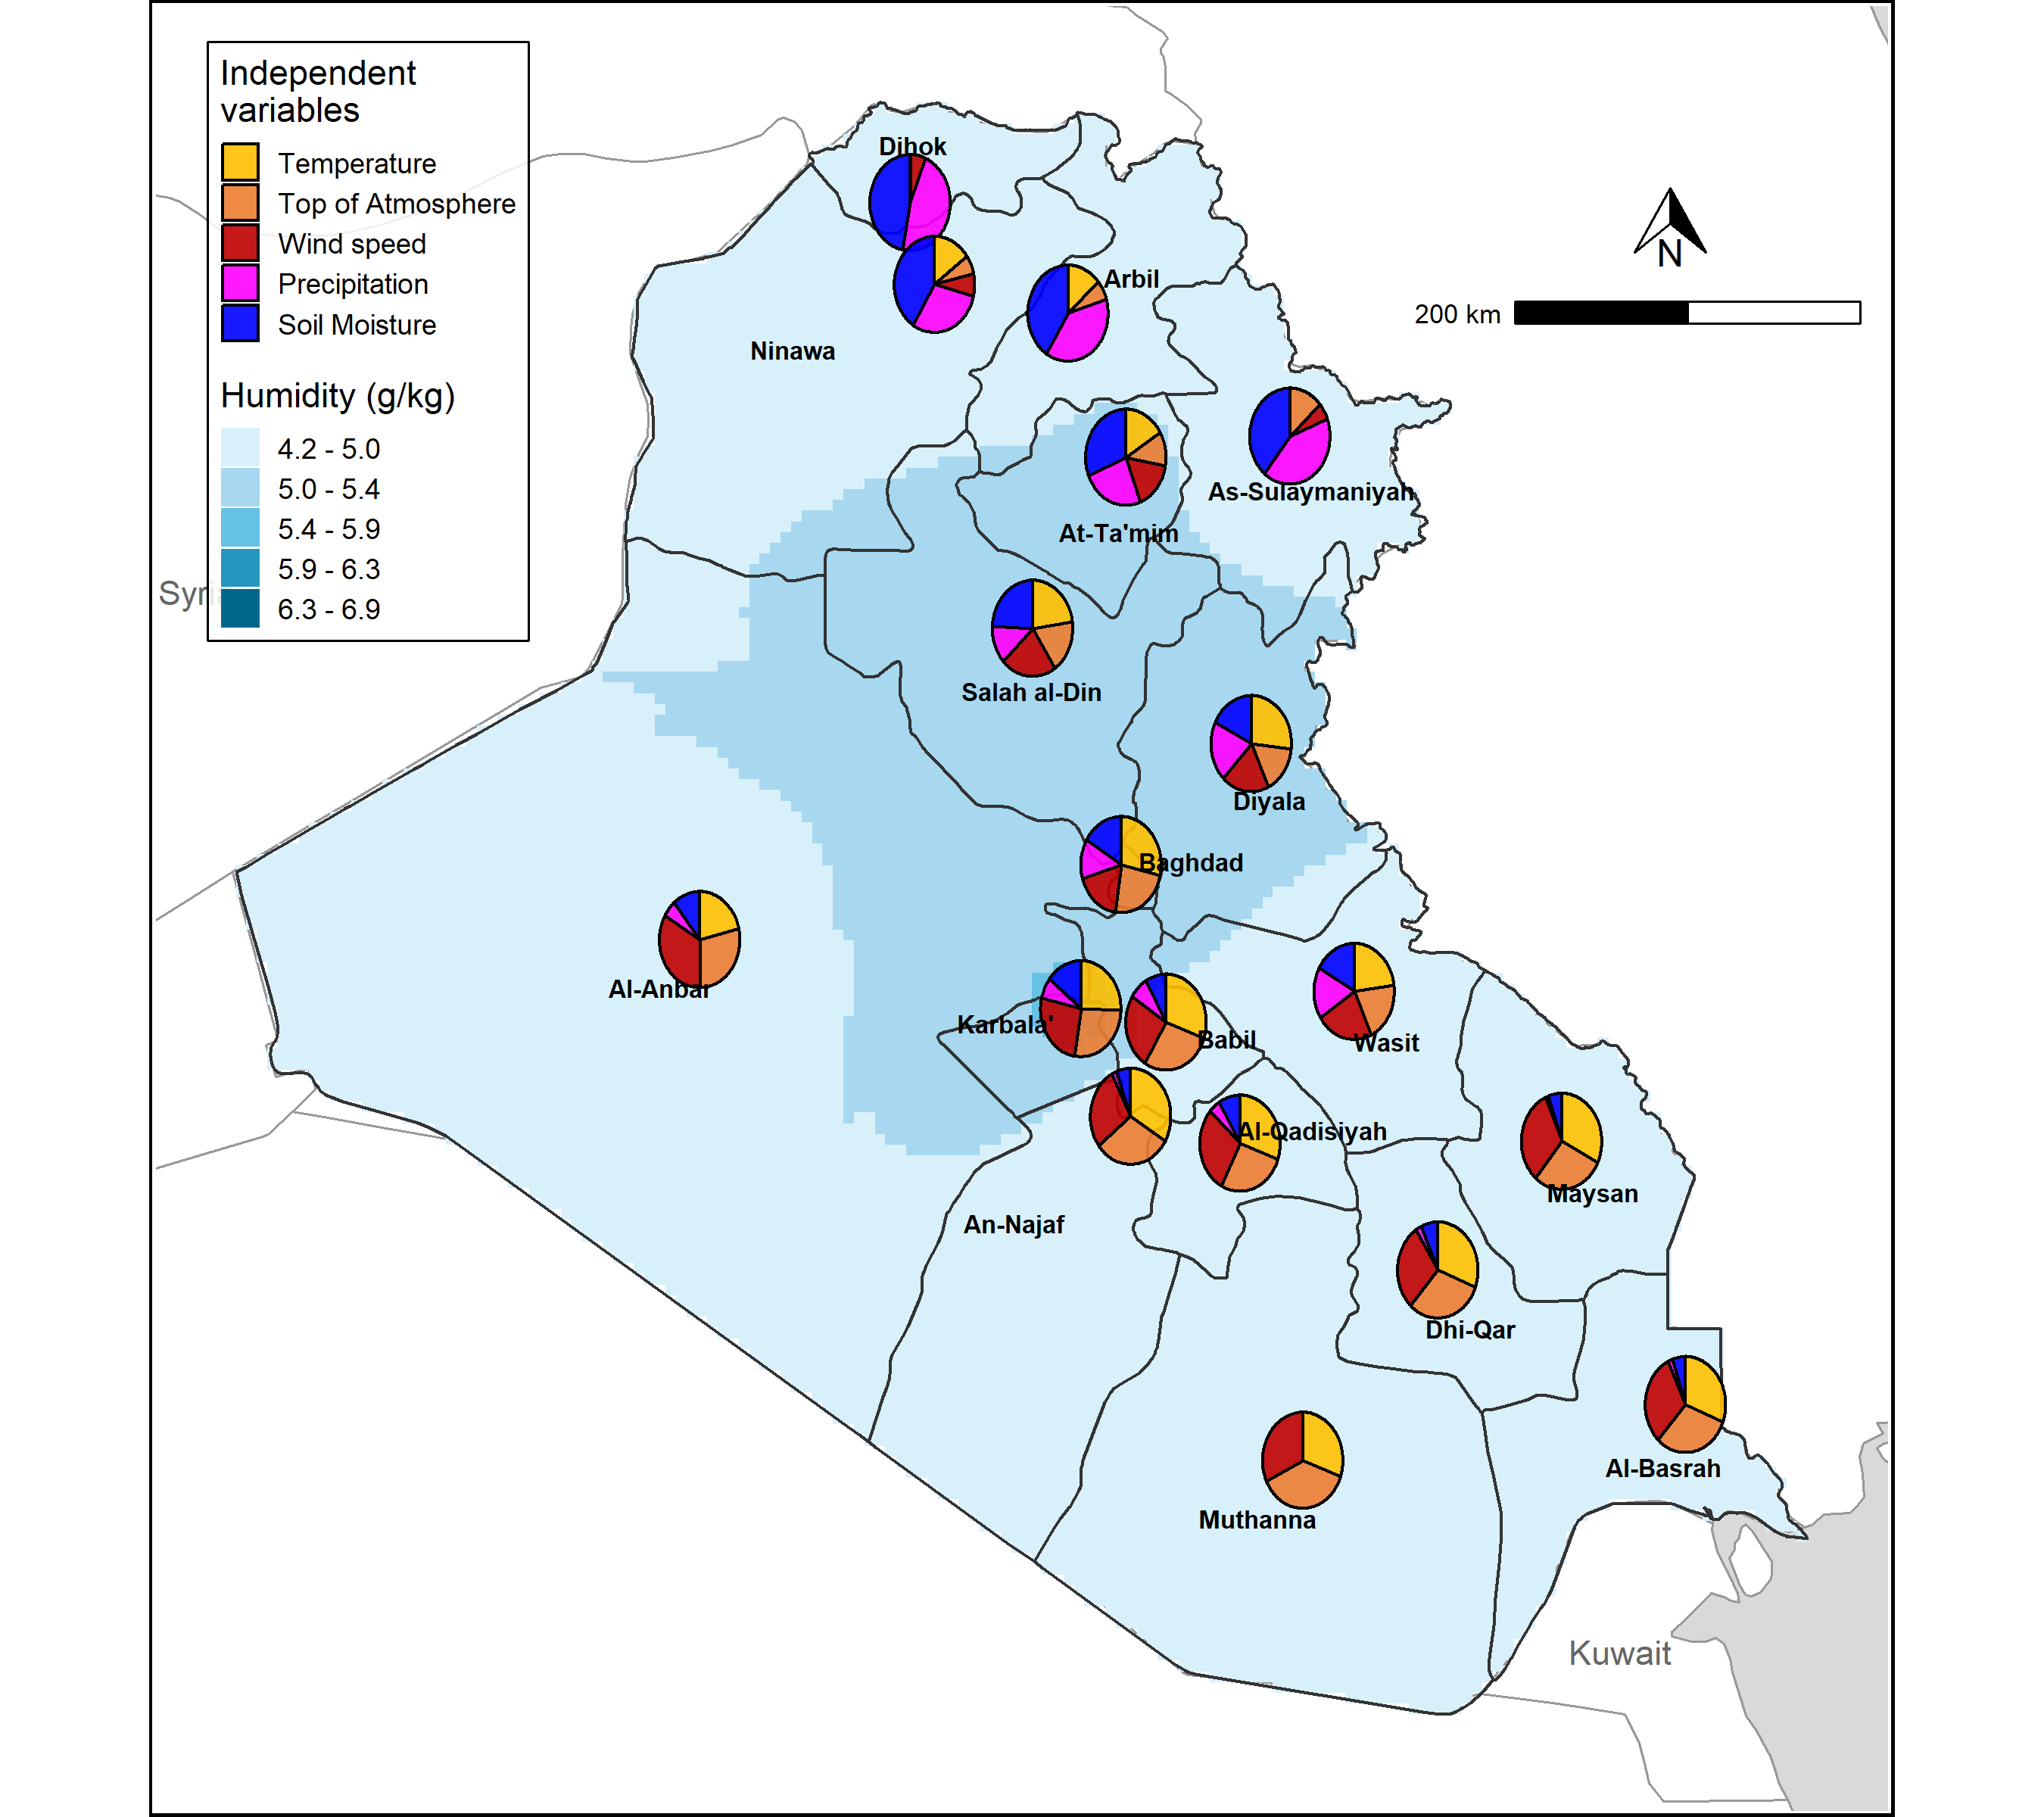 Independent
variables
Temperature
Top of Atmosphere
Wind speed
Precipitation
Soil Moisture
Humidity (g/kg)
4.2 - 5.0
5.0 - 5.4
5.4 - 5.9
5.9 - 6.3
6.3 - 6.9
N
200 km
Dihok
Arbil
Ninawa
As-Sulaymaniyah
At-Ta'mim
Salah al-Din
Diyala
Baghdad
Al-Anbar
Karbala'
Babil
Wasit
Al-Qadisiyah
Maysan
An-Najaf
Dhi-Qar
Al-Basrah
Muthanna
Kuwait